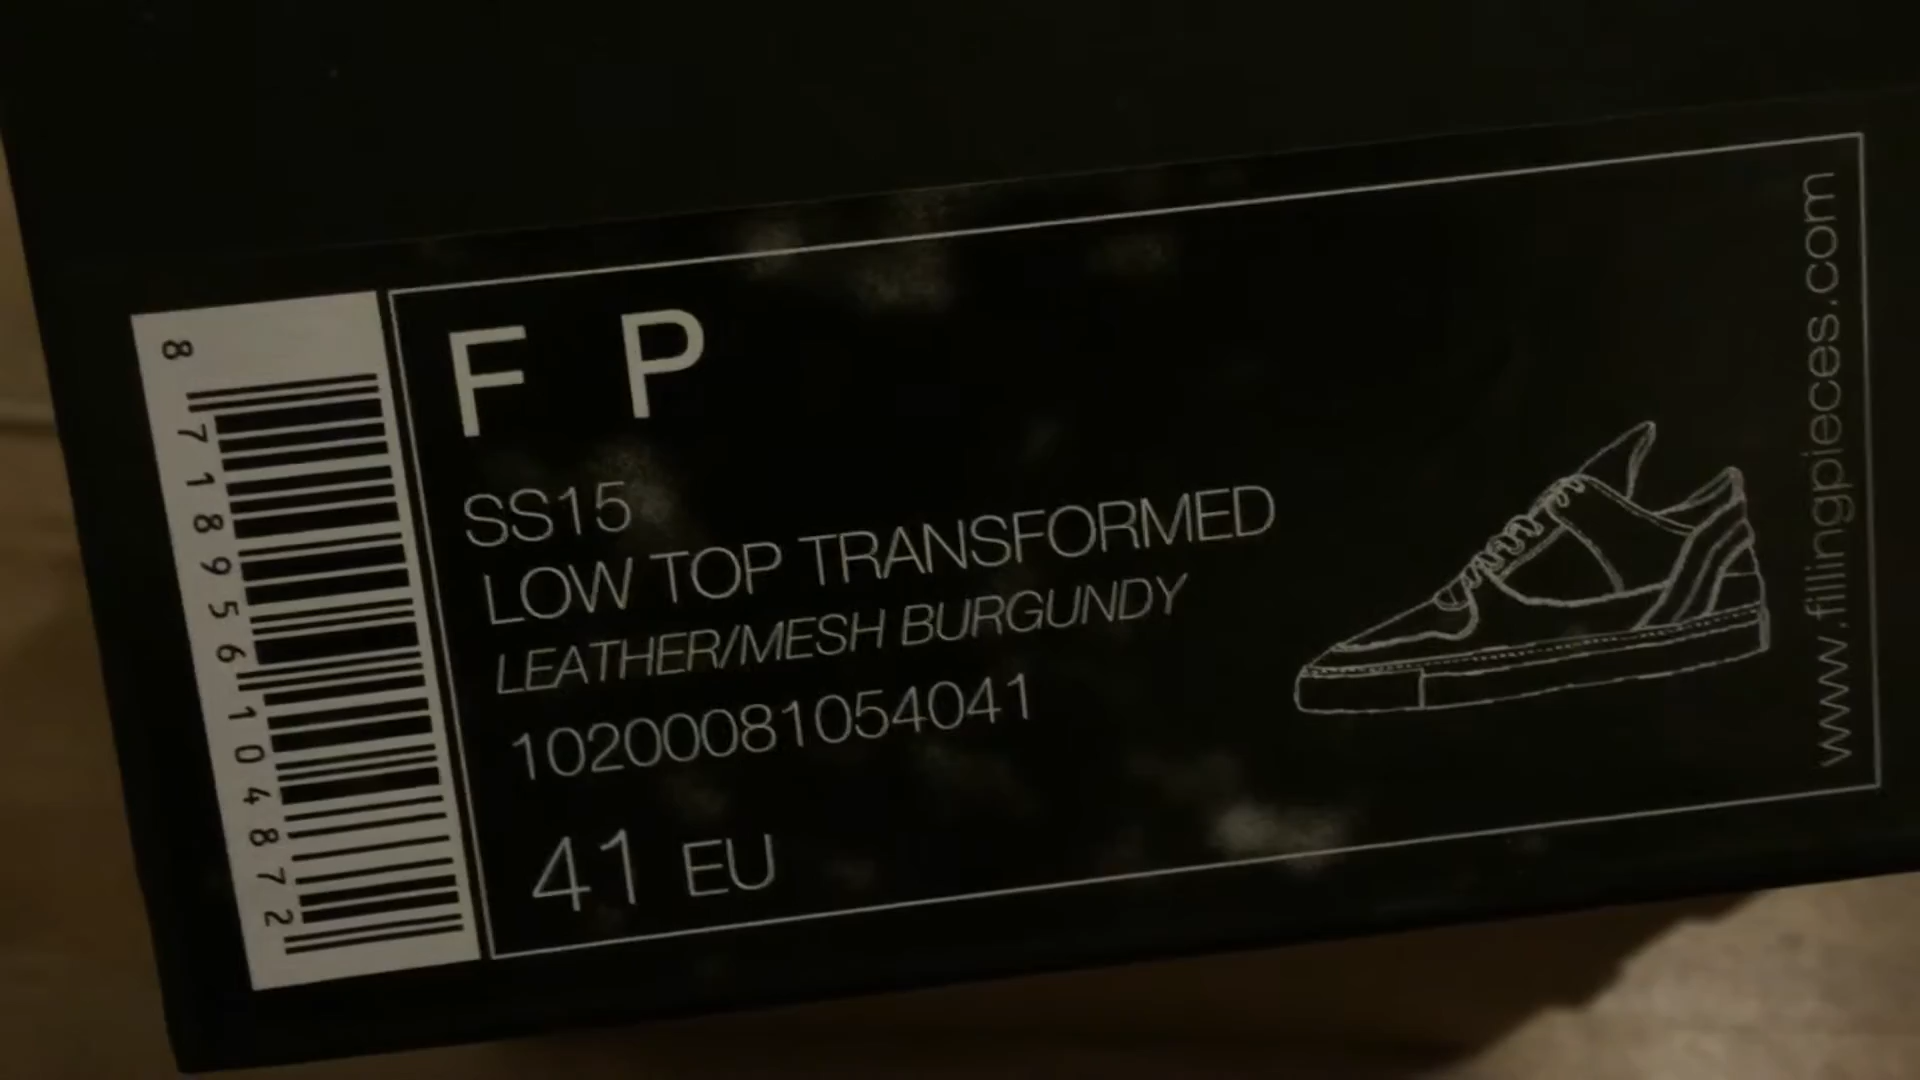 8 718956 104872
F P
SS15
LOW TOP TRANSFORMED
LEATHER/MESH BURGUNDY
10200081054041
41 EU
www.fillingpieces.com